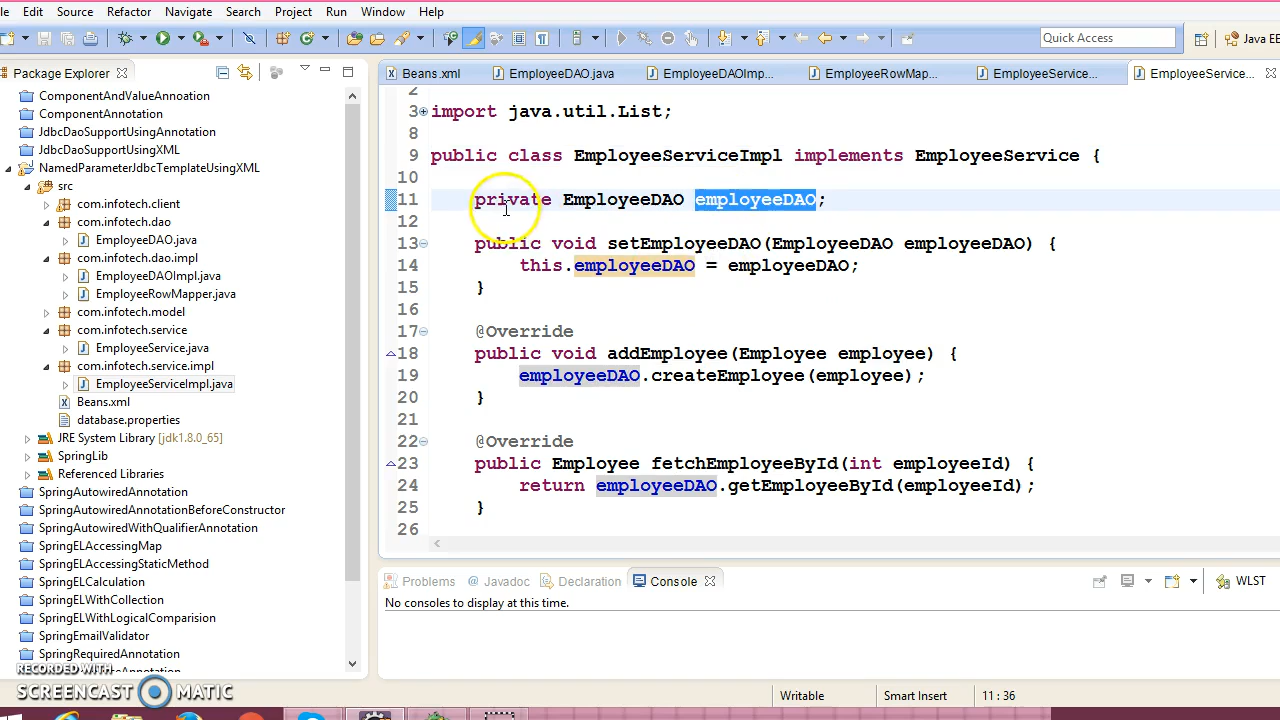 le Edit Source Refactor Navigate Search Project Run Window Help
Quick Access
Java EE
Package Explorer
Beans.xml EmployeeDAO.java EmployeeDAOImp... EmployeeRowMap... EmployeeService... EmployeeService...
ComponentAndValueAnnoation
ComponentAnnotation
JdbcDaoSupportUsingAnnotation
JdbcDaoSupportUsingXML
NamedParameterJdbcTemplateUsingXML
src
com.infotech.client
com.infotech.dao
EmployeeDAO.java
com.infotech.dao.impl
EmployeeDAOImpl.java
EmployeeRowMapper.java
com.infotech.model
com.infotech.service
EmployeeService.java
com.infotech.service.impl
EmployeeServiceImpl.java
Beans.xml
database.properties
JRE System Library [jdk1.8.0_65]
SpringLib
Referenced Libraries
SpringAutowiredAnnotation
SpringAutowiredAnnotationBeforeConstructor
SpringAutowiredWithQualifierAnnotation
SpringELAccessingMap
SpringELAccessingStaticMethod
SpringELCalculation
SpringELWithCollection
SpringELWithLogicalComparision
SpringEmailValidator
SpringRequiredAnnotation
2
3 import java.util.List;
8
9 public class EmployeeServiceImpl implements EmployeeService {
10
11 private EmployeeDAO employeeDAO;
12
13 public void setEmployeeDAO(EmployeeDAO employeeDAO) {
14 this.employeeDAO = employeeDAO;
15 }
16
17 @Override
18 public void addEmployee(Employee employee) {
19 employeeDAO.createEmployee(employee);
20 }
21
22 @Override
23 public Employee fetchEmployeeById(int employeeId) {
24 return employeeDAO.getEmployeeById(employeeId);
25 }
26
Problems Javadoc Declaration Console
WLST
No consoles to display at this time.
RECORDED WITH
SCREENCAST MATIC
Writable Smart Insert 11 : 36